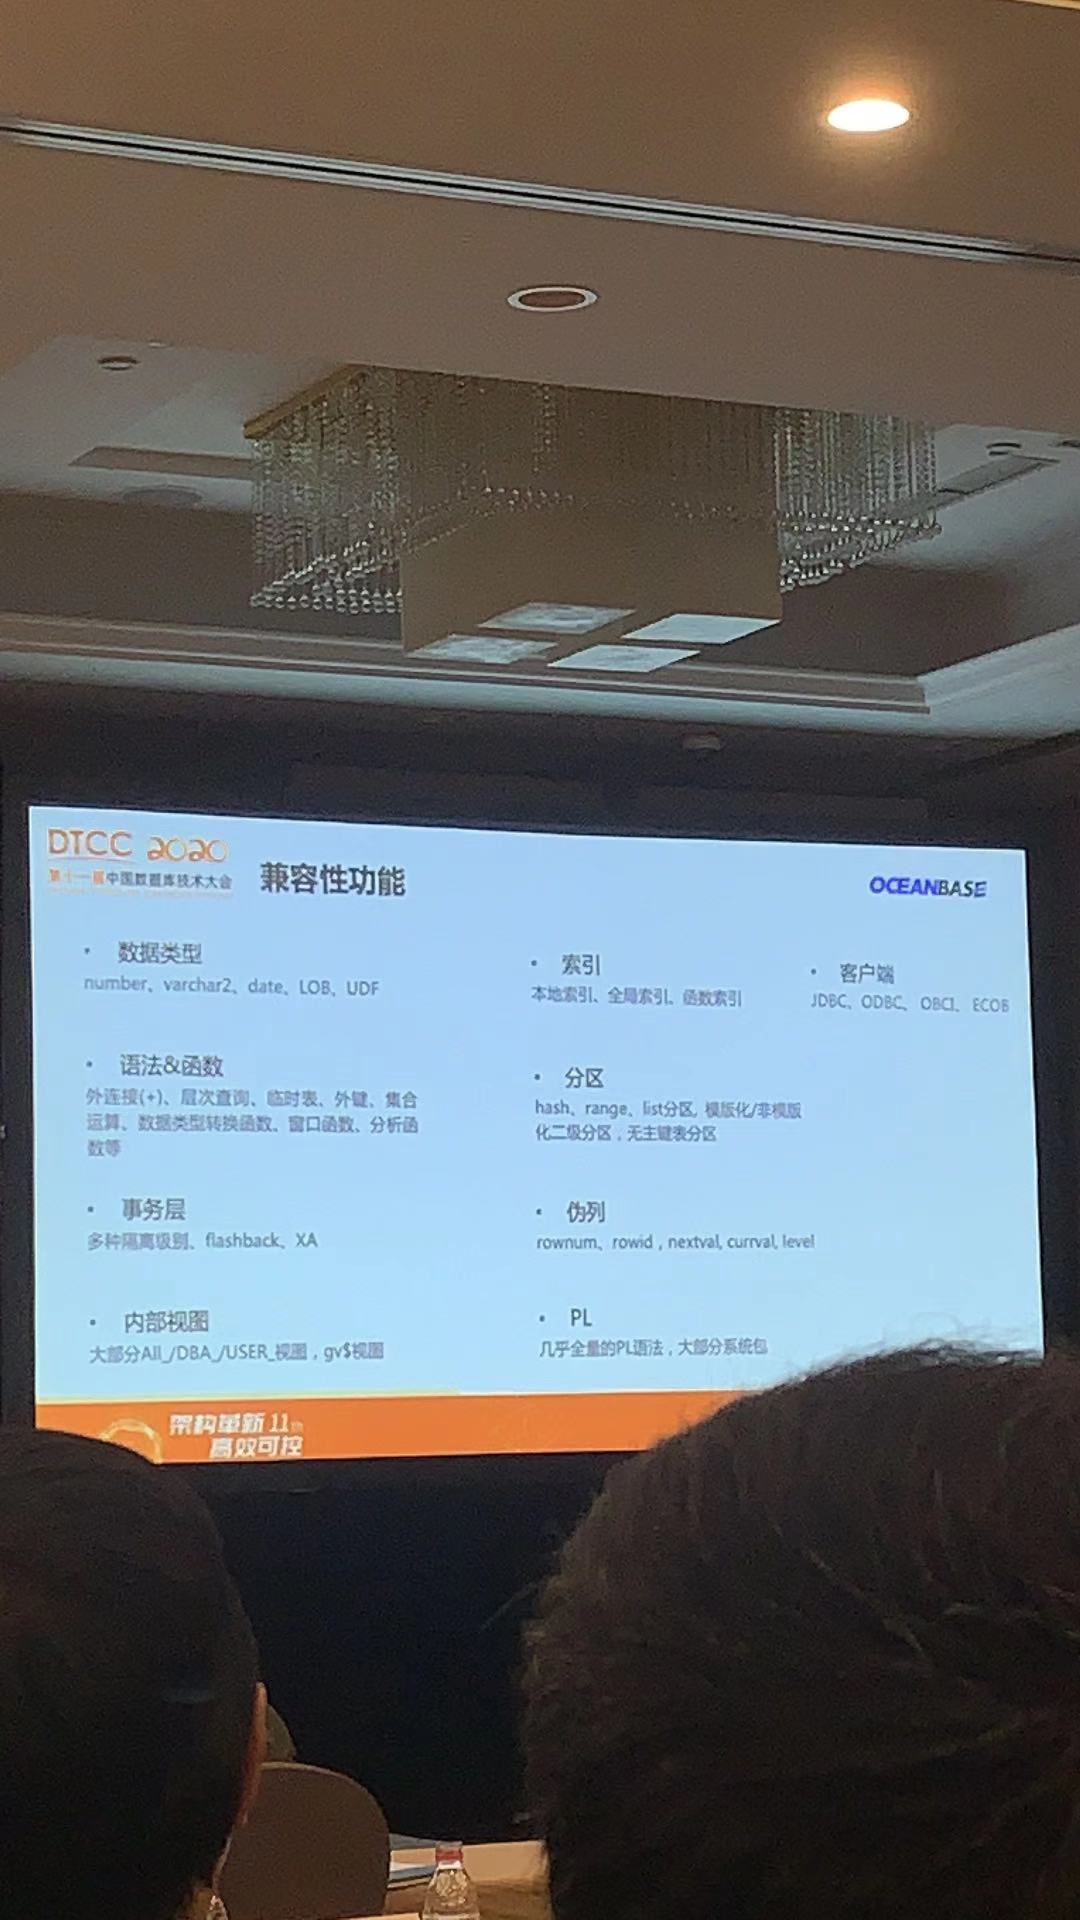 DTCC 2020
第十一届中国数据库技术大会
兼容性功能
OCEANBASE
• 数据类型
number、varchar2、date、LOB、UDF
• 语法&函数
外连接(+)、层次查询、临时表、外键、集合
运算、数据类型转换函数、窗口函数、分析函
数等
• 事务层
多种隔离级别、flashback、XA
• 内部视图
大部分All_/DBA_/USER_视图，gv$视图
• 索引
本地索引、全局索引、函数索引
• 分区
hash、range、list分区, 模版化/非模版
化二级分区，无主键表分区
• 伪列
rownum、rowid , nextval, currval, level
• PL
几乎全量的PL语法，大部分系统包
• 客户端
JDBC、ODBC、 OBCI、 ECOB
架构革新 11th
高效可控